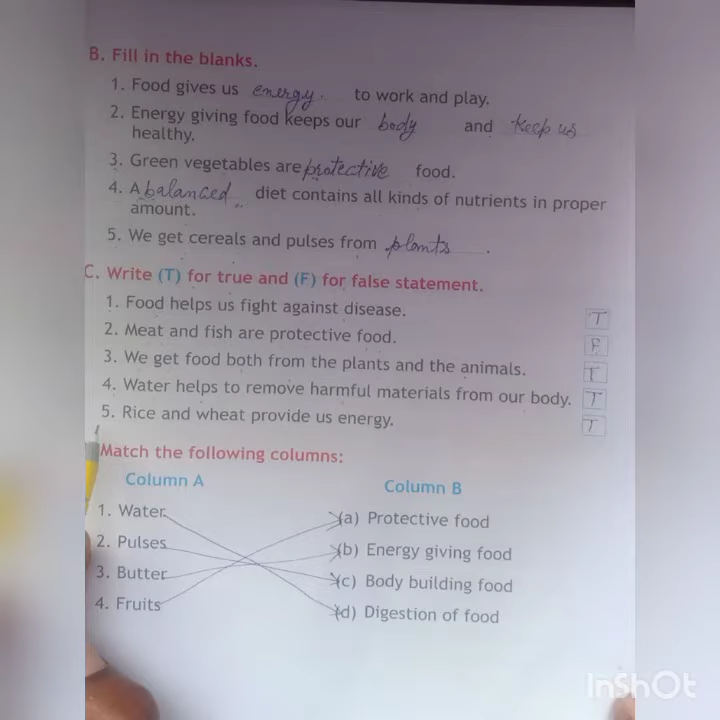 B. Fill in the blanks.
1. Food gives us energy. to work and play.
2. Energy giving food keeps our body and keep us
healthy.
3. Green vegetables are protective food.
4. A balanced diet contains all kinds of nutrients in proper
amount.
5. We get cereals and pulses from plants.
C. Write (T) for true and (F) for false statement.
1. Food helps us fight against disease. T
2. Meat and fish are protective food. F
3. We get food both from the plants and the animals. T
4. Water helps to remove harmful materials from our body. T
5. Rice and wheat provide us energy. T
Match the following columns:
Column A Column B
1. Water (a) Protective food
2. Pulses (b) Energy giving food
3. Butter (c) Body building food
4. Fruits (d) Digestion of food
InShOt